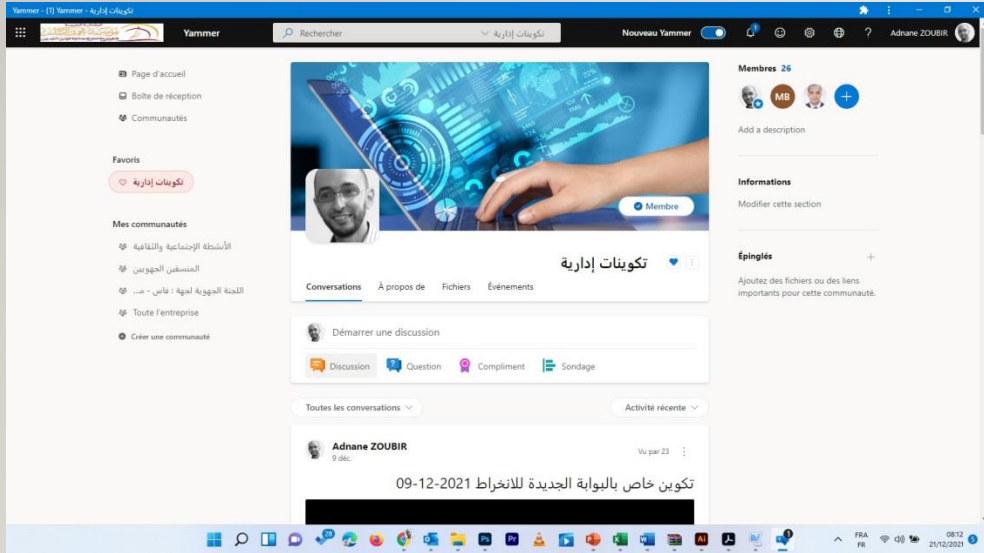 Yammer - (1) Yammer - تكوينات إدارية
Yammer
Rechercher
تكوينات إدارية
Nouveau Yammer
1
?
Adnane ZOUBIR
Page d'accueil
Boîte de réception
Communautés
Favoris
تكوينات إدارية
Mes communautés
الأنشطة الإجتماعية والثقافية
المنسقين الجهويين
اللجنة الجهوية لجهة : فاس - مـ...
Toute l'entreprise
Créer une communauté
Membre
تكوينات إدارية
Conversations À propos de Fichiers Événements
Démarrer une discussion
Discussion Question Compliment Sondage
Toutes les conversations
Activité récente
Adnane ZOUBIR
9 déc.
Vu par 23
تكوين خاص بالبوابة الجديدة للانخراط 2021-12-09
Membres 26
MB
Add a description
Informations
Modifier cette section
Épinglés
Ajoutez des fichiers ou des liens
importants pour cette communauté.
FRA
FR
08:12
21/12/2021